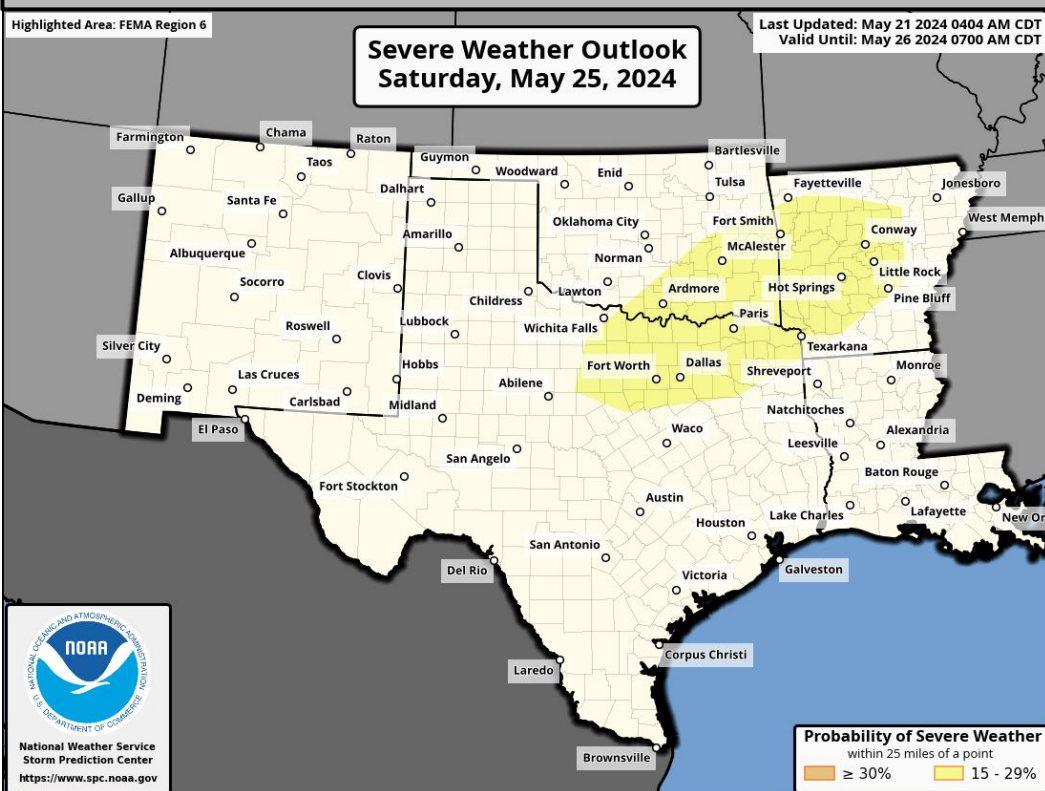 Highlighted Area: FEMA Region 6
Last Updated: May 21 2024 0404 AM CDT
Valid Until: May 26 2024 0700 AM CDT
Severe Weather Outlook
Saturday, May 25, 2024
Farmington
Chama
Raton
Taos
Guymon
Woodward
Enid
Bartlesville
Tulsa
Fayetteville
Jonesboro
Gallup
Santa Fe
Dalhart
Oklahoma City
Fort Smith
West Memph
Albuquerque
Amarillo
Norman
McAlester
Conway
Socorro
Clovis
Childress
Lawton
Ardmore
Hot Springs
Little Rock
Pine Bluff
Roswell
Lubbock
Wichita Falls
Paris
Texarkana
Silver City
Las Cruces
Hobbs
Abilene
Fort Worth
Dallas
Shreveport
Monroe
Deming
Carlsbad
Midland
Natchitoches
El Paso
Waco
Alexandria
San Angelo
Leesville
Fort Stockton
Baton Rouge
Austin
Houston
Lake Charles
Lafayette
New Or
San Antonio
Del Rio
Galveston
Victoria
Corpus Christi
Laredo
Brownsville
NATIONAL OCEANIC AND ATMOSPHERIC ADMINISTRATION
NOAA
U.S. DEPARTMENT OF COMMERCE
National Weather Service
Storm Prediction Center
https://www.spc.noaa.gov
Probability of Severe Weather
within 25 miles of a point
≥ 30%
15 - 29%